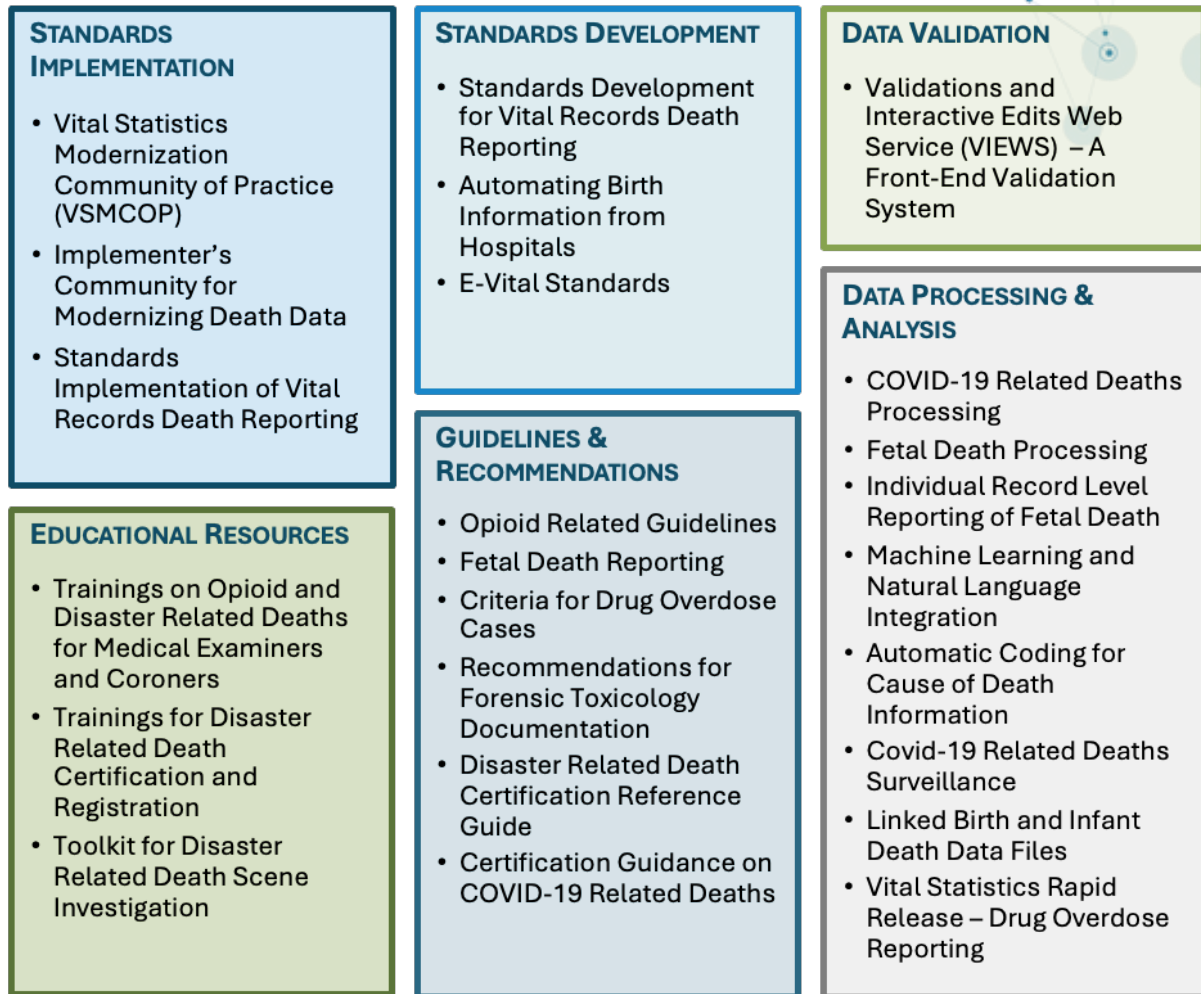 STANDARDS
IMPLEMENTATION
• Vital Statistics
Modernization
Community of Practice
(VSMCOP)
• Implementer’s
Community for
Modernizing Death Data
• Standards
Implementation of Vital
Records Death Reporting
EDUCATIONAL RESOURCES
• Trainings on Opioid and
Disaster Related Deaths
for Medical Examiners
and Coroners
• Trainings for Disaster
Related Death
Certification and
Registration
• Toolkit for Disaster
Related Death Scene
Investigation
STANDARDS DEVELOPMENT
• Standards Development
for Vital Records Death
Reporting
• Automating Birth
Information from
Hospitals
• E-Vital Standards
GUIDELINES &
RECOMMENDATIONS
• Opioid Related Guidelines
• Fetal Death Reporting
• Criteria for Drug Overdose
Cases
• Recommendations for
Forensic Toxicology
Documentation
• Disaster Related Death
Certification Reference
Guide
• Certification Guidance on
COVID-19 Related Deaths
DATA VALIDATION
• Validations and
Interactive Edits Web
Service (VIEWS) – A
Front-End Validation
System
DATA PROCESSING &
ANALYSIS
• COVID-19 Related Deaths
Processing
• Fetal Death Processing
• Individual Record Level
Reporting of Fetal Death
• Machine Learning and
Natural Language
Integration
• Automatic Coding for
Cause of Death
Information
• Covid-19 Related Deaths
Surveillance
• Linked Birth and Infant
Death Data Files
• Vital Statistics Rapid
Release – Drug Overdose
Reporting